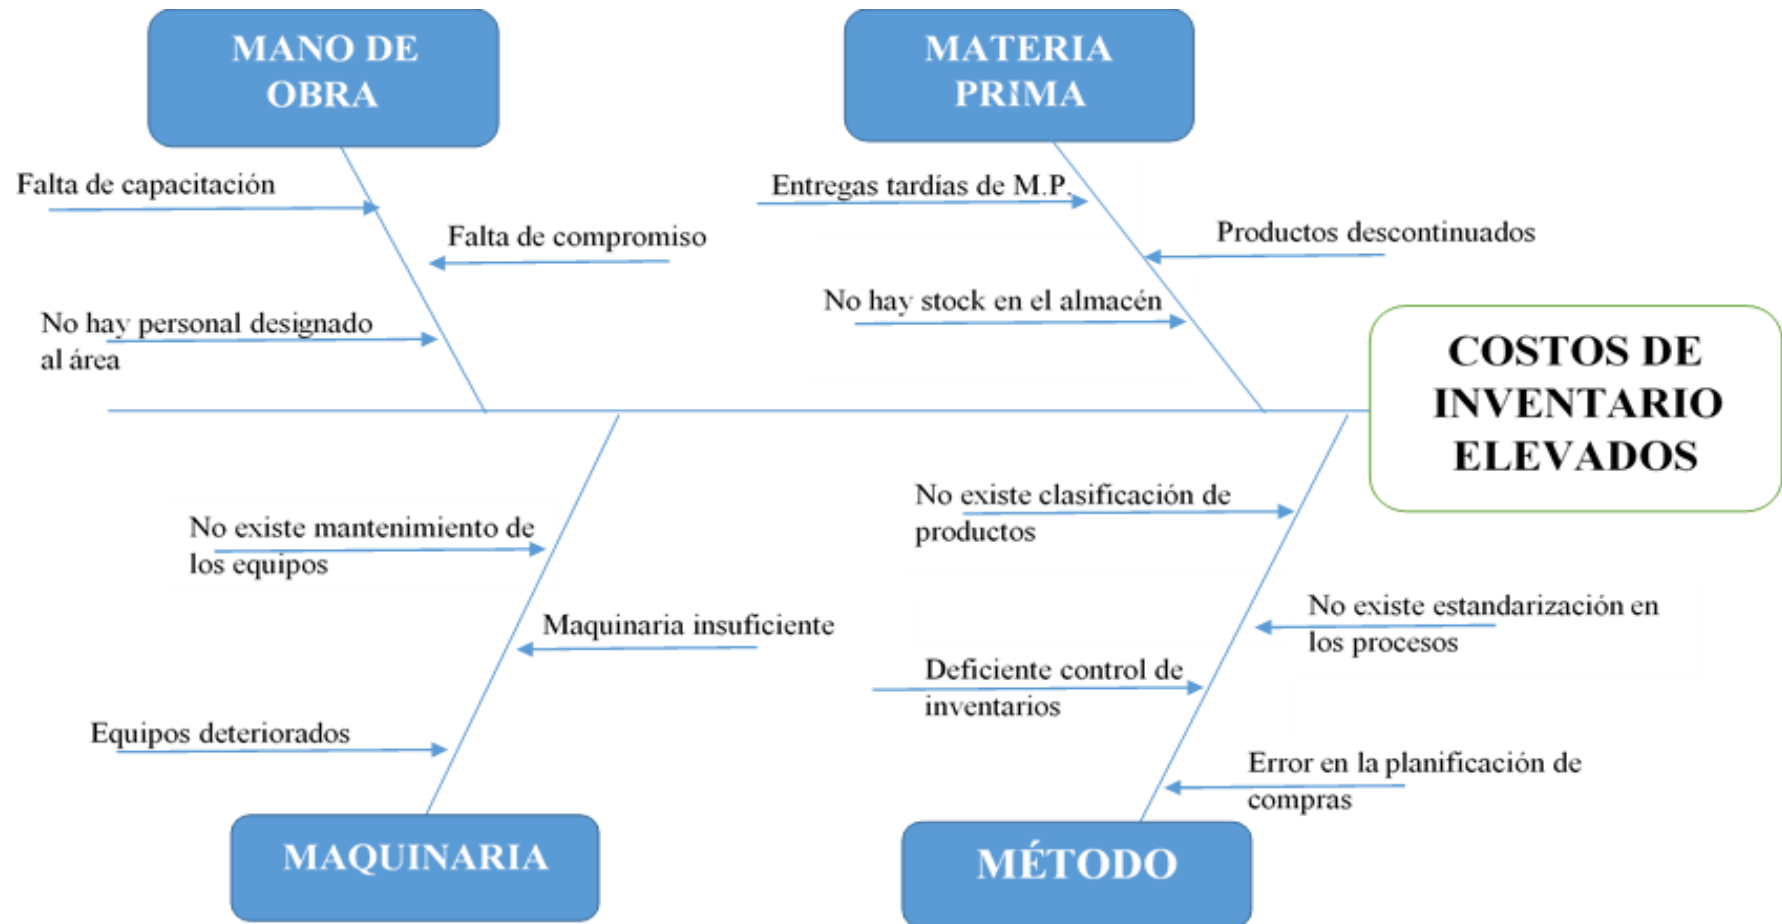 MANO DE
OBRA
MATERIA
PRIMA
Falta de capacitación
Entregas tardías de M.P.
Falta de compromiso
Productos descontinuados
No hay stock en el almacén
No hay personal designado
al área
COSTOS DE
INVENTARIO
ELEVADOS
No existe clasificación de
productos
No existe mantenimiento de
los equipos
No existe estandarización en
los procesos
Maquinaria insuficiente
Deficiente control de
inventarios
Equipos deteriorados
Error en la planificación de
compras
MAQUINARIA
MÉTODO